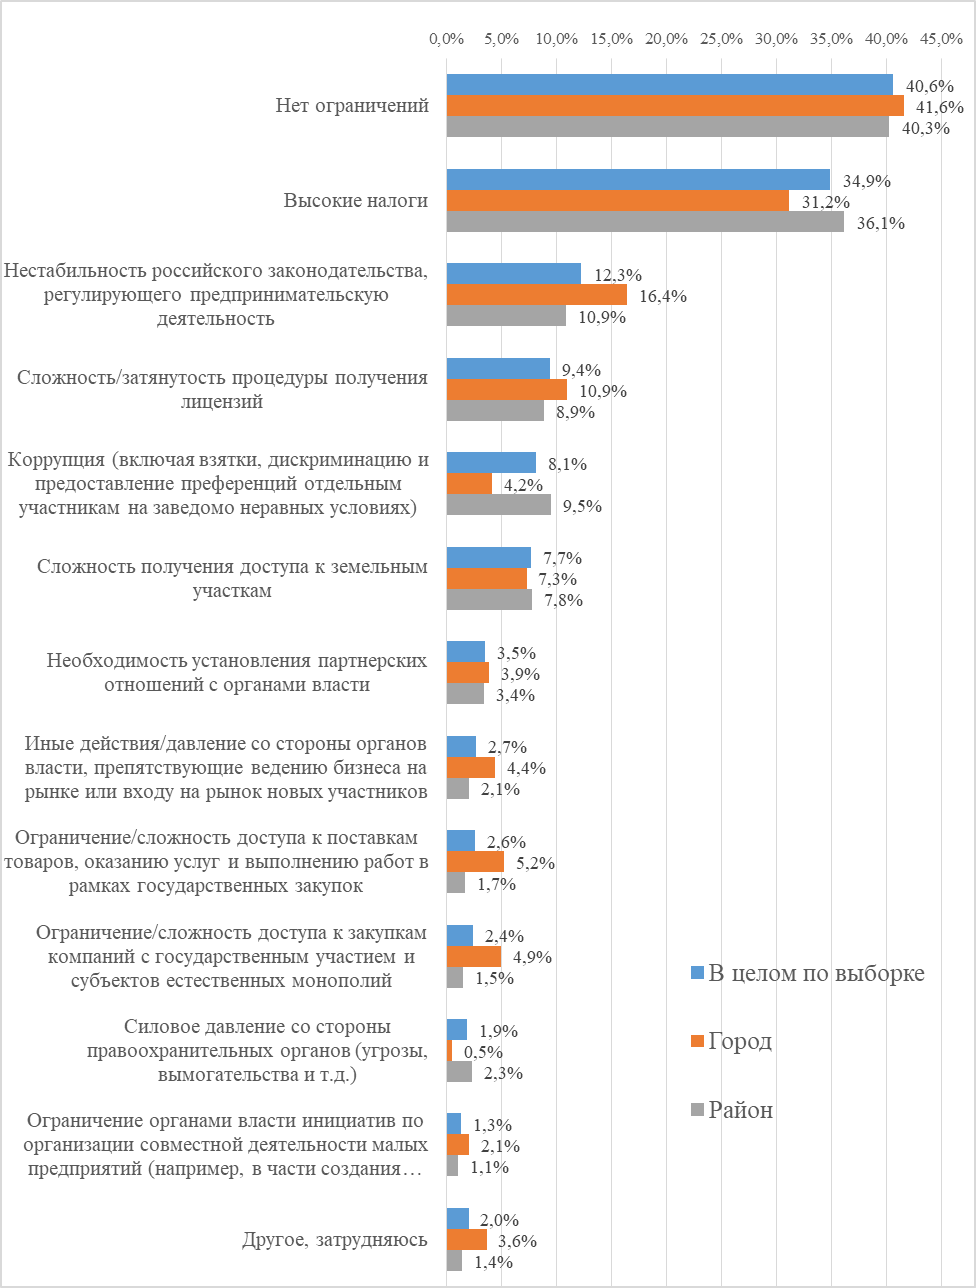 0,0% 5,0% 10,0% 15,0% 20,0% 25,0% 30,0% 35,0% 40,0% 45,0%
Нет ограничений
40,6%
41,6%
40,3%
Высокие налоги
34,9%
31,2%
36,1%
Нестабильность российского законодательства,
регулирующего предпринимательскую
деятельность
12,3%
16,4%
10,9%
Сложность/затянутость процедуры получения
лицензий
9,4%
10,9%
8,9%
Коррупция (включая взятки, дискриминацию и
предоставление преференций отдельным
участникам на заведомо неравных условиях)
8,1%
4,2%
9,5%
Сложность получения доступа к земельным
участкам
7,7%
7,3%
7,8%
Необходимость установления партнерских
отношений с органами власти
3,5%
3,9%
3,4%
Иные действия/давление со стороны органов
власти, препятствующие ведению бизнеса на
рынке или входу на рынок новых участников
2,7%
4,4%
2,1%
Ограничение/сложность доступа к поставкам
товаров, оказанию услуг и выполнению работ в
рамках государственных закупок
2,6%
5,2%
1,7%
Ограничение/сложность доступа к закупкам
компаний с государственным участием и
субъектов естественных монополий
2,4%
4,9%
1,5%
Силовое давление со стороны
правоохранительных органов (угрозы,
вымогательства и т.д.)
1,9%
0,5%
2,3%
Ограничение органами власти инициатив по
организации совместной деятельности малых
предприятий (например, в части создания…
1,3%
2,1%
1,1%
Другое, затрудняюсь
2,0%
3,6%
1,4%
В целом по выборке
Город
Район